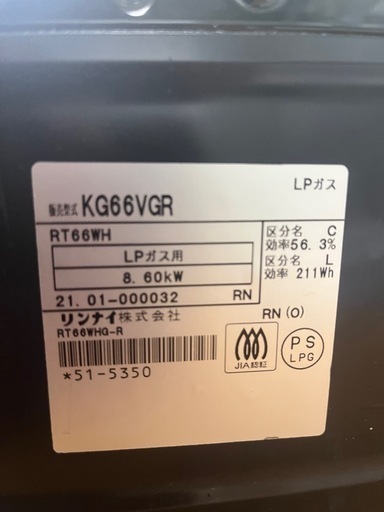 LPガス
販売型式 KG66VGR
RT66WH
LPガス用
8.60kW
区分名 C
効率56.3%
区分名 L
効率 211Wh
21.01-000032 RN
リンナイ株式会社
RN(O)
RT66WHG-R
*51-5350
JIA認証
PS
LPG